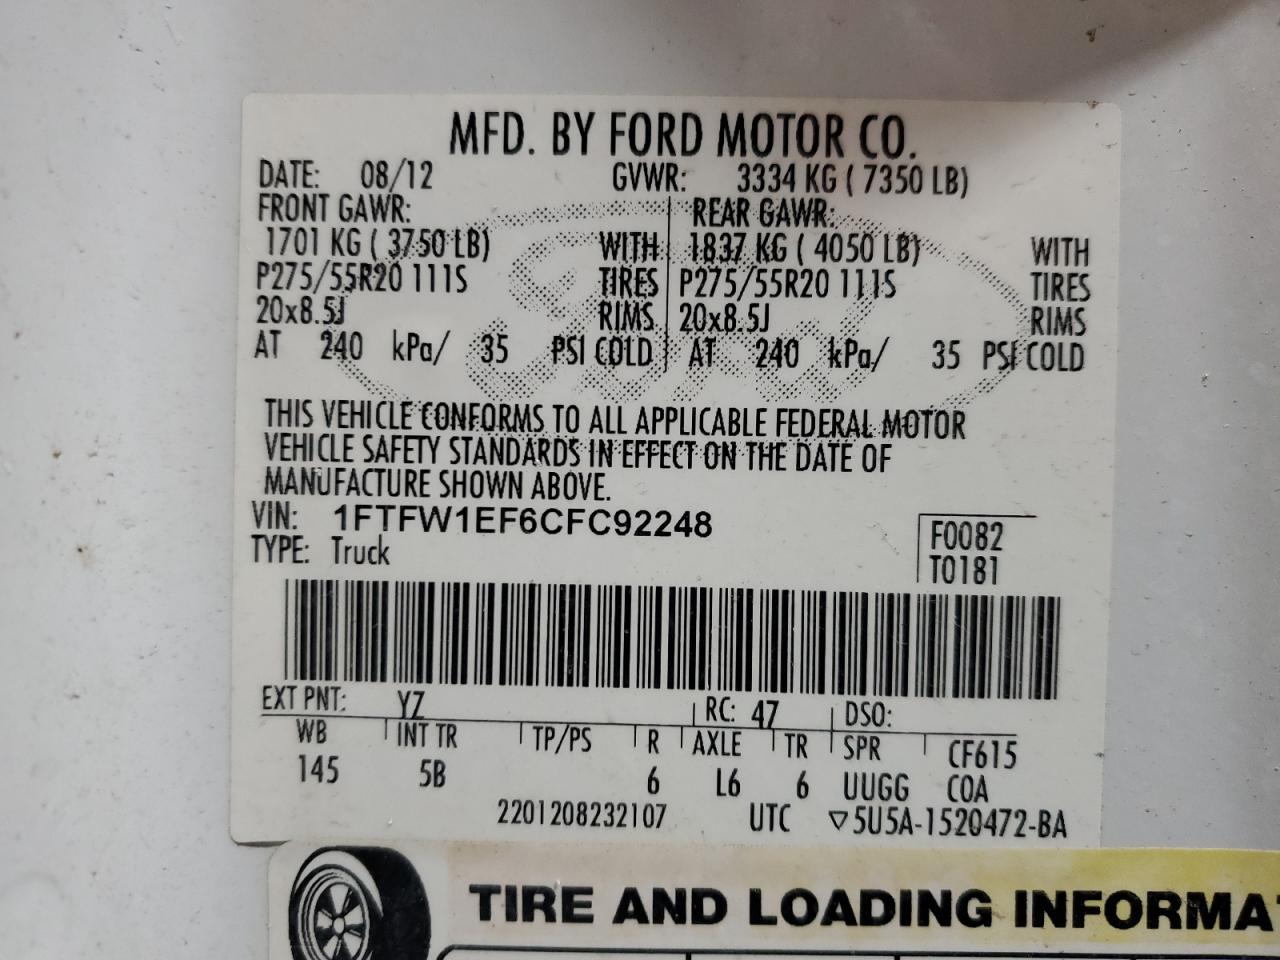 MFD. BY FORD MOTOR CO.
DATE: 08/12 GVWR: 3334 KG ( 7350 LB)
FRONT GAWR: REAR GAWR:
1701 KG ( 3750 LB) WITH 1837 KG ( 4050 LB) WITH
P275/55R20 111S TIRES P275/55R20 111S TIRES
20x8.5J RIMS 20x8.5J RIMS
AT 240 kPa/ 35 PSI COLD AT 240 kPa/ 35 PSI COLD
THIS VEHICLE CONFORMS TO ALL APPLICABLE FEDERAL MOTOR
VEHICLE SAFETY STANDARDS IN EFFECT ON THE DATE OF
MANUFACTURE SHOWN ABOVE.
VIN: 1FTFW1EF6CFC92248 F0082
TYPE: Truck T0181
EXT PNT: YZ RC: 47 DSO:
WB INT TR TP/PS R AXLE TR SPR CF615
145 5B 6 L6 6 UUGG COA
2201208232107 UTC ▽5U5A-1520472-BA
TIRE AND LOADING INFORMA